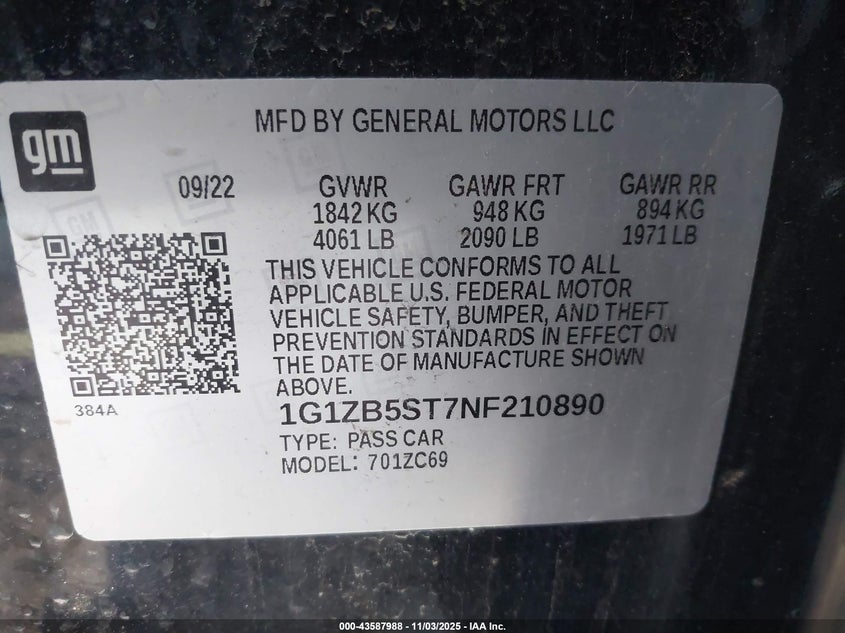 gm
MFD BY GENERAL MOTORS LLC
09/22 GVWR GAWR FRT GAWR RR
1842 KG 948 KG 894 KG
4061 LB 2090 LB 1971 LB
THIS VEHICLE CONFORMS TO ALL
APPLICABLE U.S. FEDERAL MOTOR
VEHICLE SAFETY, BUMPER, AND THEFT
PREVENTION STANDARDS IN EFFECT ON
THE DATE OF MANUFACTURE SHOWN
ABOVE.
384A
1G1ZB5ST7NF210890
TYPE: PASS CAR
MODEL: 701ZC69
000-43587988 - 11/03/2025 - IAA Inc.